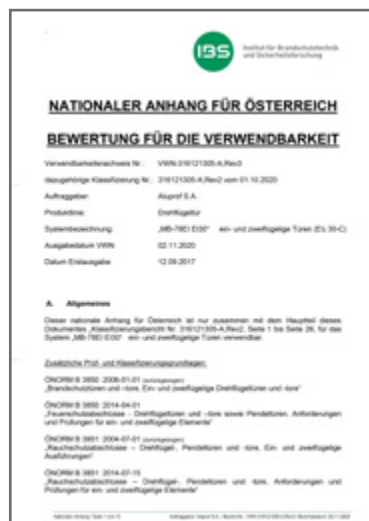 IBS
Institut für Brandschutztechnik
und Sicherheitsforschung
NATIONALER ANHANG FÜR ÖSTERREICH
BEWERTUNG FÜR DIE VERWENDBARKEIT
Verwendbarkeitsnachweis Nr.: VWN-316121305-A,Rev3
dazugehörige Klassifizierung Nr.: 316121305-A,Rev2 vom 01.10.2020
Auftraggeber: Aluprof S.A.
Produktlinie: Drehflügeltür
Systembezeichnung: „MB-78EI EI30“ ein- und zweiflügelige Türen (EI₂ 30-C)
Ausgabedatum VWN: 02.11.2020
Datum Erstausgabe: 12.09.2017
A. Allgemeines
Dieser nationale Anhang für Österreich ist nur zusammen mit dem Hauptteil dieses
Dokumentes „Klassifizierungsbericht Nr. 316121305-A,Rev2, Seite 1 bis Seite 26, für das
System „MB-78EI EI30“ ein- und zweiflügelige Türen verwendbar.
Zusätzliche Prüf- und Klassifizierungsgrundlagen:
ÖNORM B 3850: 2006-01-01 (zurückgezogen)
„Brandschutztüren und -tore, Ein- und zweiflügelige Drehflügeltüren und -tore“
ÖNORM B 3850: 2014-04-01
„Feuerschutzabschlüsse - Drehflügeltüren und -tore sowie Pendeltüren, Anforderungen
und Prüfungen für ein- und zweiflügelige Elemente“
ÖNORM B 3851: 2004-07-01 (zurückgezogen)
„Rauchschutzabschlüsse – Drehflügel-, Pendeltüren und -tore, Ein- und zweiflügelige
Ausführungen“
ÖNORM B 3851: 2014-07-15
„Rauchschutzabschlüsse – Drehflügel-, Pendeltüren und -tore, Anforderungen und
Prüfungen für ein- und zweiflügelige Elemente“